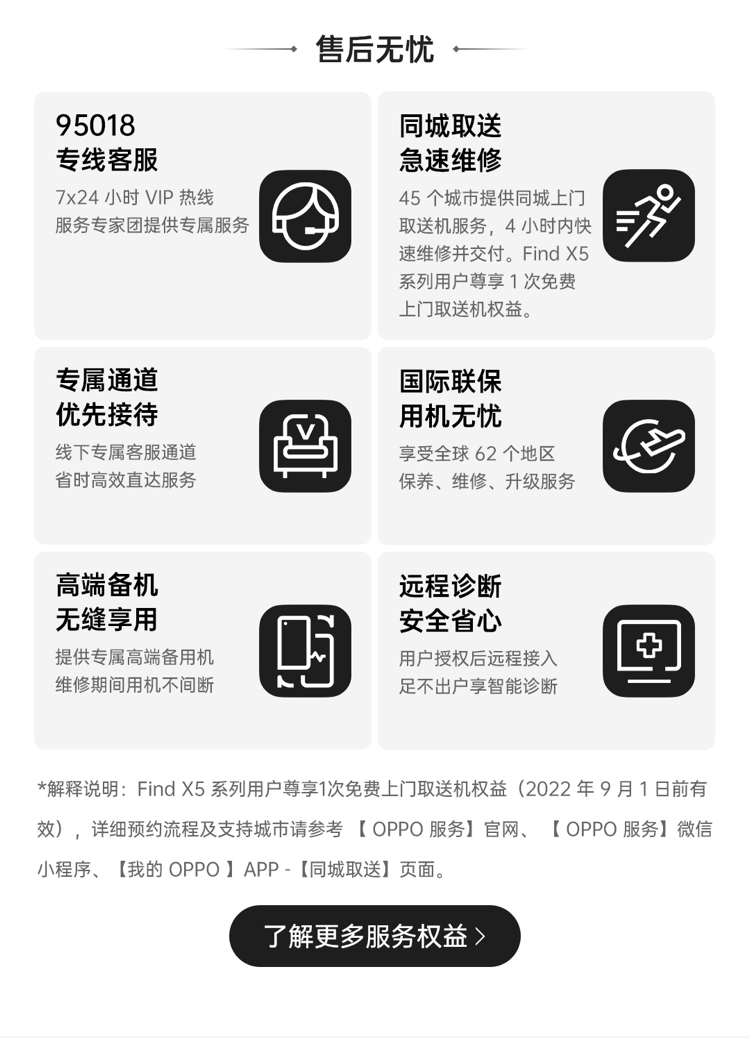 售后无忧
95018
专线客服
7x24 小时 VIP 热线
服务专家团提供专属服务
同城取送
急速维修
45 个城市提供同城上门
取送机服务，4 小时内快
速维修并交付。Find X5
系列用户尊享 1 次免费
上门取送机权益。
专属通道
优先接待
线下专属客服通道
省时高效直达服务
V
国际联保
用机无忧
享受全球 62 个地区
保养、维修、升级服务
高端备机
无缝享用
提供专属高端备用机
维修期间用机不间断
远程诊断
安全省心
用户授权后远程接入
足不出户享智能诊断
*解释说明：Find X5 系列用户尊享1次免费上门取送机权益（2022 年 9 月 1 日前有
效），详细预约流程及支持城市请参考 【 OPPO 服务】官网、 【 OPPO 服务】微信
小程序、【我的 OPPO 】APP -【同城取送】页面。
了解更多服务权益 >